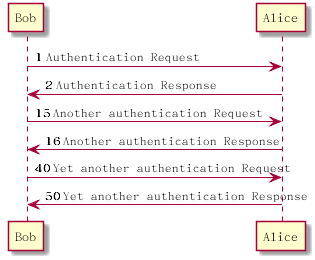 Bob Alice
1 Authentication Request
2 Authentication Response
15 Another authentication Request
16 Another authentication Response
40 Yet another authentication Request
50 Yet another authentication Response
Bob Alice